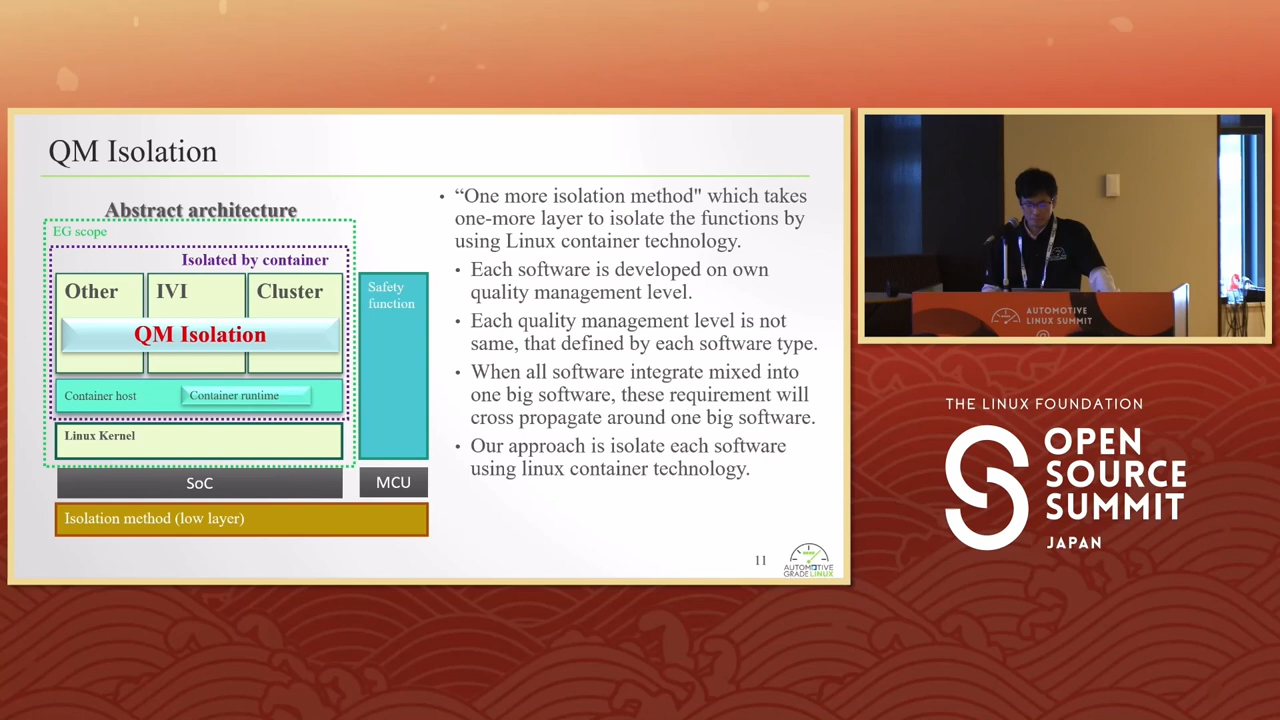 QM Isolation
Abstract architecture
EG scope
Isolated by container
Other
IVI
Cluster
QM Isolation
Container host
Container runtime
Linux Kernel
Safety
function
SoC
MCU
Isolation method (low layer)
• “One more isolation method" which takes
one-more layer to isolate the functions by
using Linux container technology.
• Each software is developed on own
quality management level.
• Each quality management level is not
same, that defined by each software type.
• When all software integrate mixed into
one big software, these requirement will
cross propagate around one big software.
• Our approach is isolate each software
using linux container technology.
11
AUTOMOTIVE
GRADE LINUX
AUTOMOTIVE
LINUX SUMMIT
THE LINUX FOUNDATION
OPEN
SOURCE
SUMMIT
JAPAN